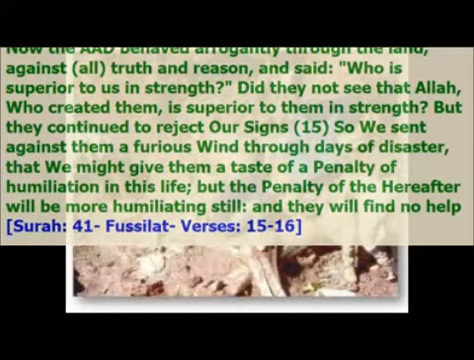 Now the AAD behaved arrogantly through the land,
against (all) truth and reason, and said: "Who is
superior to us in strength?" Did they not see that Allah,
Who created them, is superior to them in strength? But
they continued to reject Our Signs (15) So We sent
against them a furious Wind through days of disaster,
that We might give them a taste of a Penalty of
humiliation in this life; but the Penalty of the Hereafter
will be more humiliating still: and they will find no help
[Surah: 41- Fussilat- Verses: 15-16]